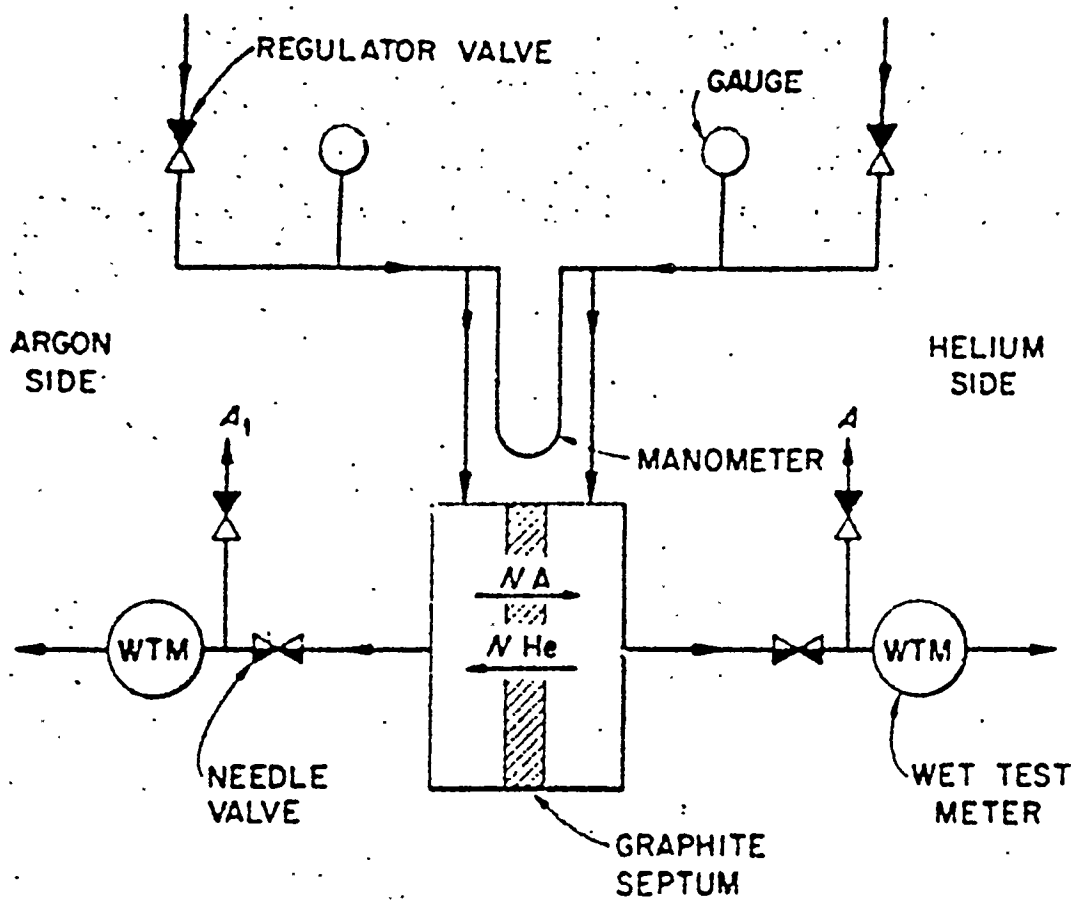 REGULATOR VALVE
GAUGE
ARGON
SIDE
HELIUM
SIDE
A1
A
MANOMETER
N A
N He
WTM
WTM
NEEDLE
VALVE
WET TEST
METER
GRAPHITE
SEPTUM